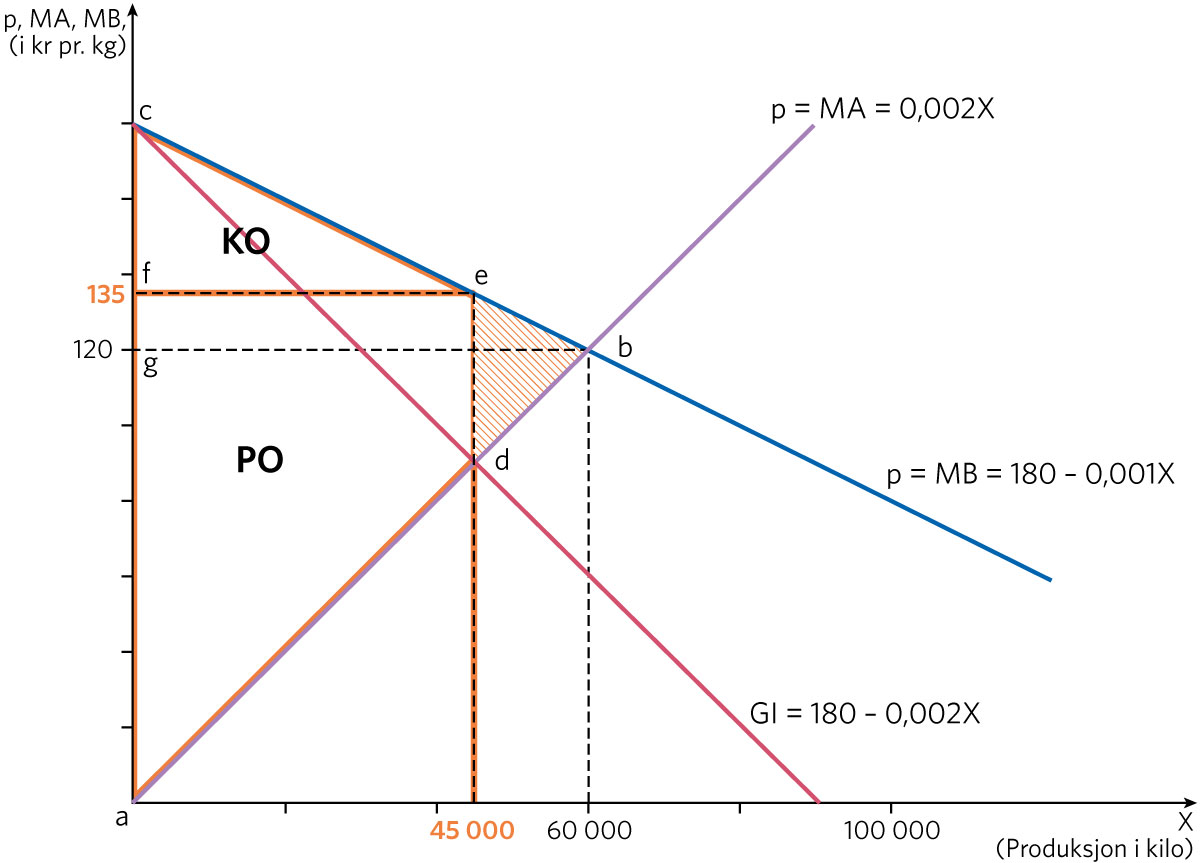 p, MA, MB,
(i kr pr. kg)
c
p = MA = 0,002X
KO
f
e
135
120
g
b
PO
d
p = MB = 180 – 0,001X
GI = 180 – 0,002X
a
45 000
60 000
100 000
X
(Produksjon i kilo)